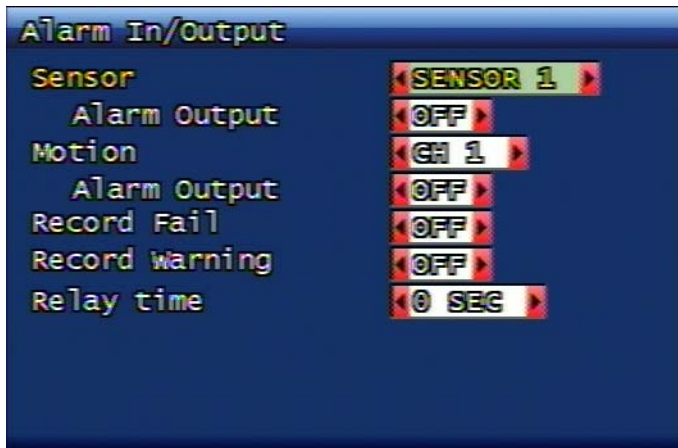 Alarm In/Output
Sensor SENSOR 1
Alarm Output OFF
Motion CH 1
Alarm Output OFF
Record Fail OFF
Record Warning OFF
Relay time 0 SEC